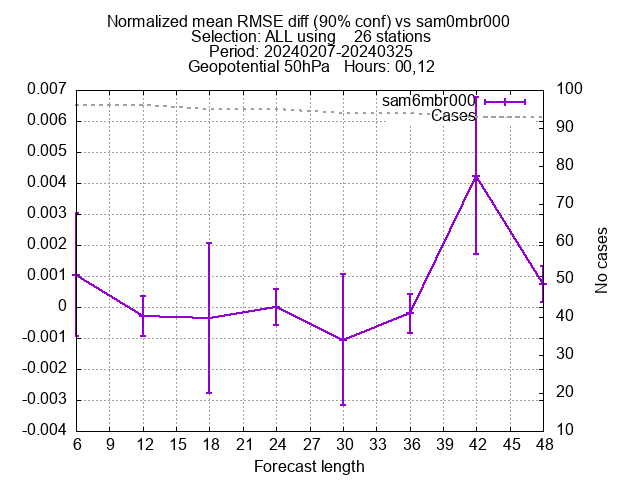 Normalized mean RMSE diff (90% conf) vs sam0mbr000
Selection: ALL using    26 stations
Period: 20240207-20240325
Geopotential 50hPa   Hours: 00,12
sam6mbr000
Cases
0.007
0.006
0.005
0.004
0.003
0.002
0.001
0
-0.001
-0.002
-0.003
-0.004
100
90
80
70
60
50
40
30
20
10
No cases
6 9 12 15 18 21 24 27 30 33 36 39 42 45 48
Forecast length